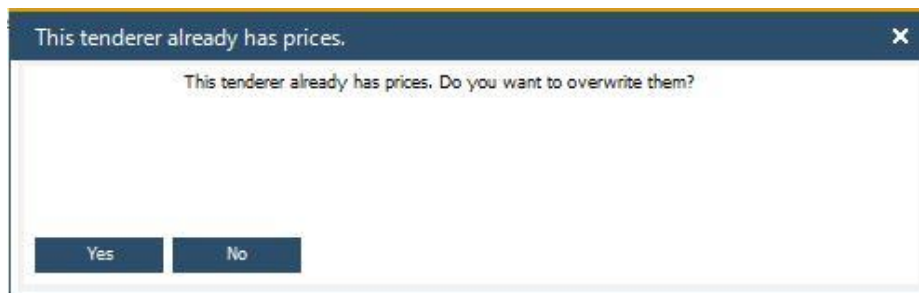 This tenderer already has prices.
This tenderer already has prices. Do you want to overwrite them?
Yes No